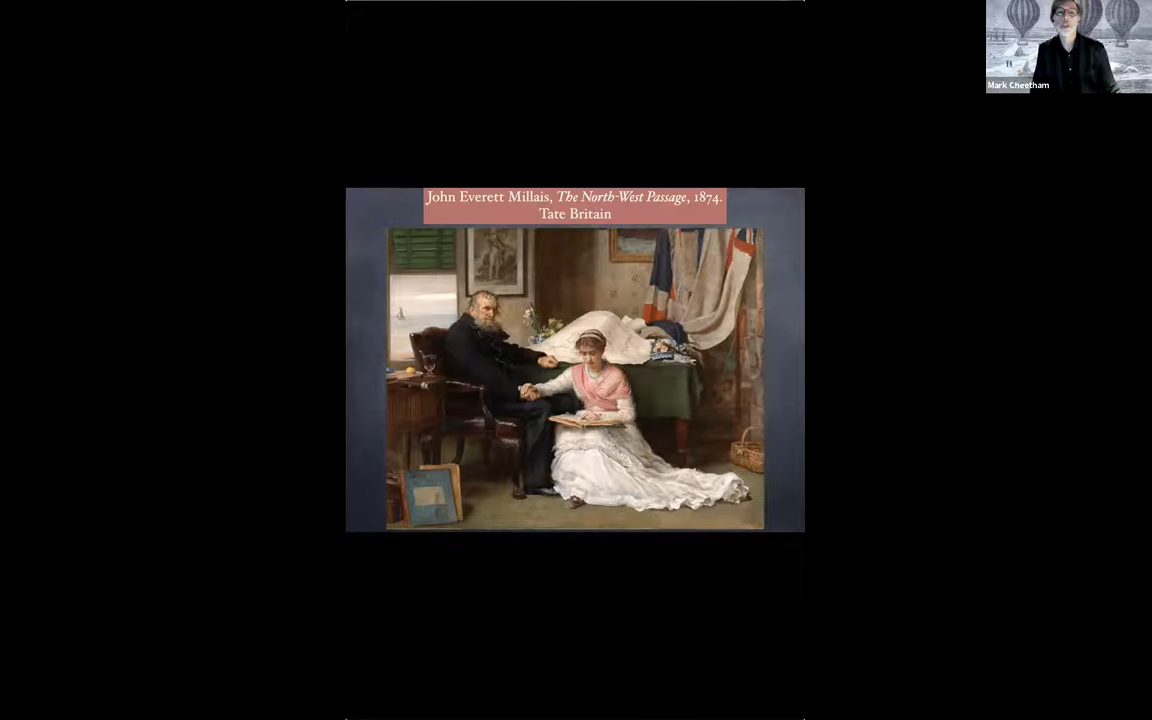 John Everett Millais, The North-West Passage, 1874.
Tate Britain
Mark Cheetham